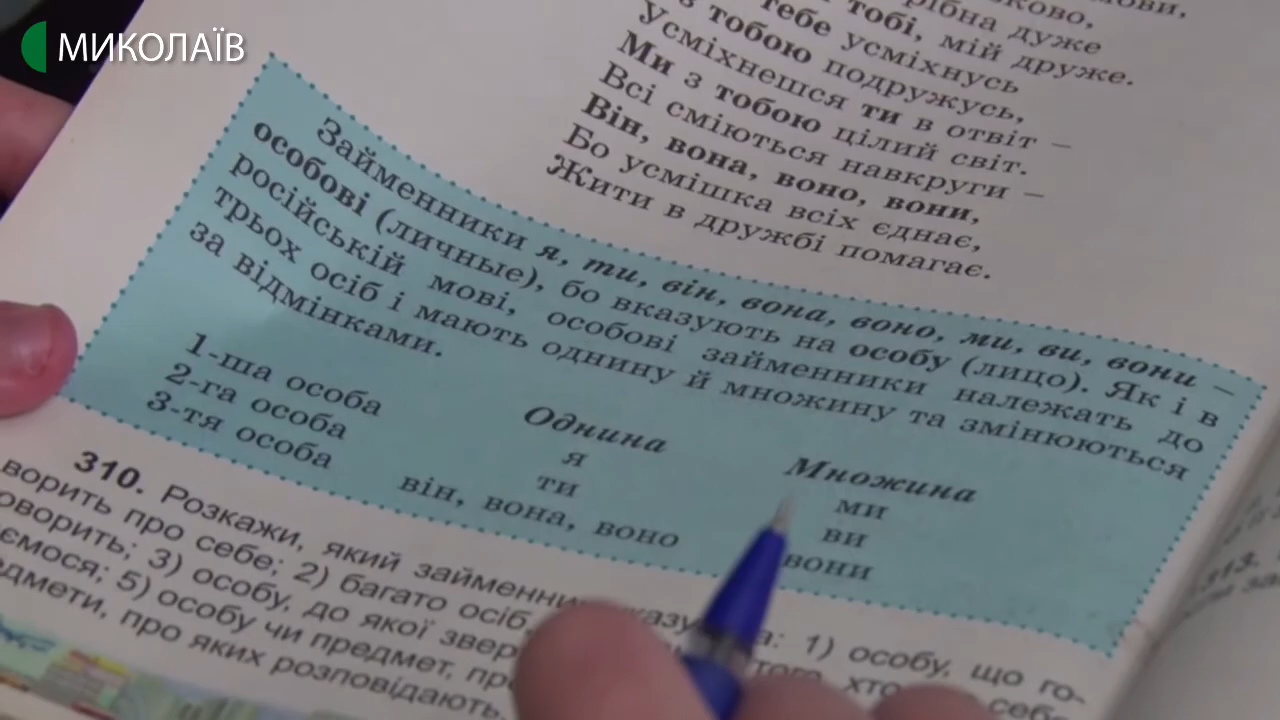 МИКОЛАЇВ
дуже
тобі, мій друже.
тебе усміхнусь
з тобою подружусь,
Усміхнешся ти в отвіт –
Ми з тобою цілий світ.
Всі сміються навкруги –
Він, вона, воно, вони,
Бо усмішка всіх єднає,
Жити в дружбі помагає.
Займенники я, ти, він, вона, воно, ми, ви, вони –
особові (личные), бо вказують на особу (лицо). Як і в
російській мові, особові займенники належать до
трьох осіб і мають однину й множину та змінюються
за відмінками.
Однина Множина
1-ша особа я ми
2-га особа ти ви
3-тя особа він, вона, воно вони
310. Розкажи, який займенник : 1) особу, що го-
ворить про себе; 2) багато осіб,
оворить; 3) особу, до якої
5) особу чи предмет,
про яких розповідають.
313.